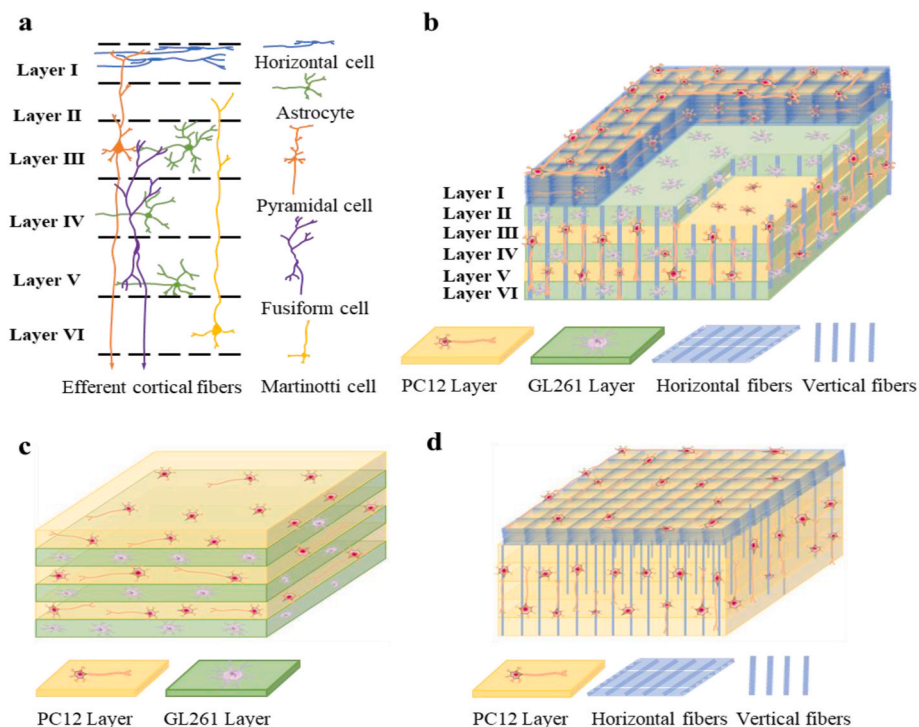 a
Layer I
Layer II
Layer III
Layer IV
Layer V
Layer VI
Efferent cortical fibers
Horizontal cell
Astrocyte
Pyramidal cell
Fusiform cell
Martinotti cell
b
Layer I
Layer II
Layer III
Layer IV
Layer V
Layer VI
PC12 Layer
GL261 Layer
Horizontal fibers
Vertical fibers
c
PC12 Layer
GL261 Layer
d
PC12 Layer
Horizontal fibers
Vertical fibers